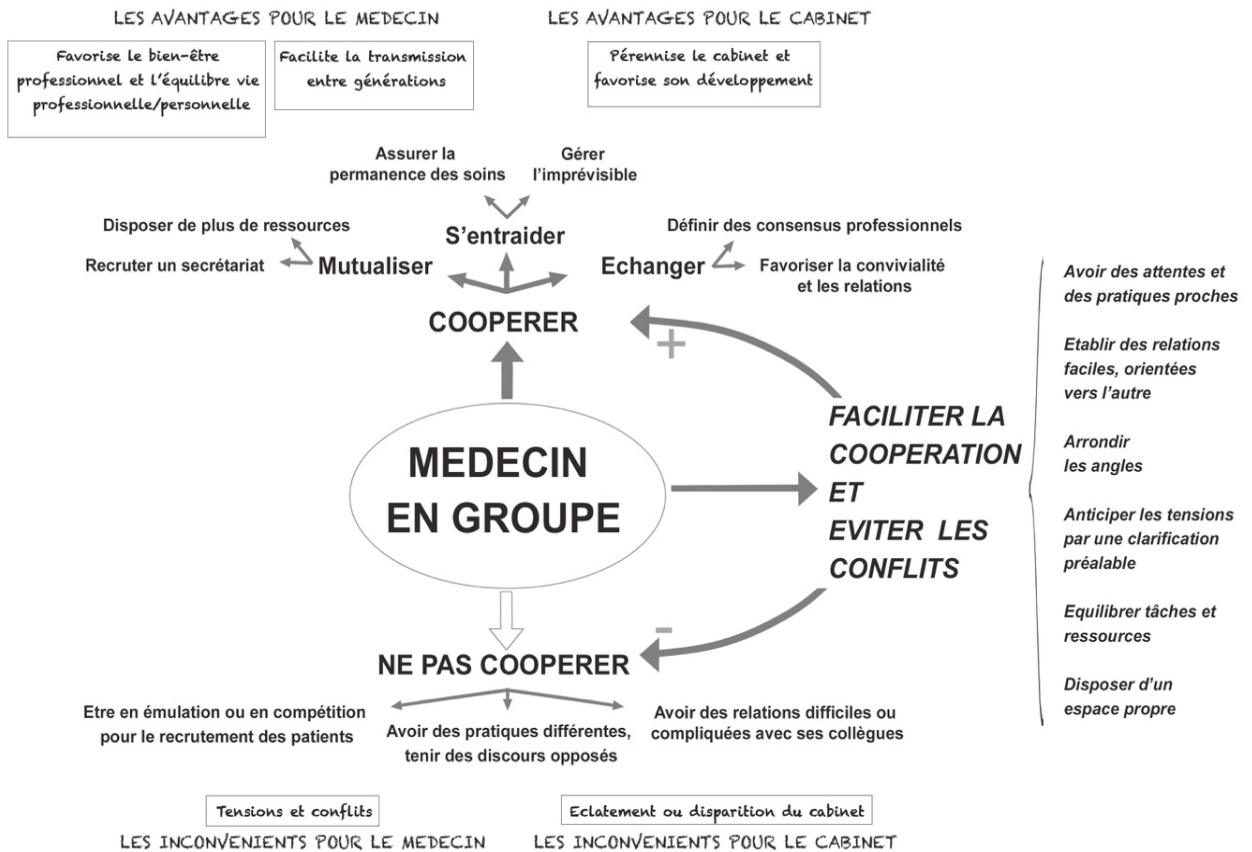 LES AVANTAGES POUR LE MEDECIN
LES AVANTAGES POUR LE CABINET
Favorise le bien-être
professionnel et l'équilibre vie
professionnelle/personnelle
Facilite la transmission
entre générations
Pérennise le cabinet et
favorise son développement
Assurer la
permanence des soins
Gérer
l'imprévisible
Disposer de plus de ressources
Recruter un secrétariat
Mutualiser
S'entraider
Echanger
Définir des consensus professionnels
Favoriser la convivialité
et les relations
COOPERER
+
MEDECIN
EN GROUPE
FACILITER LA
COOPERATION
ET
EVITER LES
CONFLITS
Avoir des attentes et
des pratiques proches
Etablir des relations
faciles, orientées
vers l'autre
Arrondir
les angles
Anticiper les tensions
par une clarification
préalable
Equilibrer tâches et
ressources
Disposer d'un
espace propre
-
NE PAS COOPERER
Etre en émulation ou en compétition
pour le recrutement des patients
Avoir des pratiques différentes,
tenir des discours opposés
Avoir des relations difficiles ou
compliquées avec ses collègues
Tensions et conflits
Eclatement ou disparition du cabinet
LES INCONVENIENTS POUR LE MEDECIN
LES INCONVENIENTS POUR LE CABINET